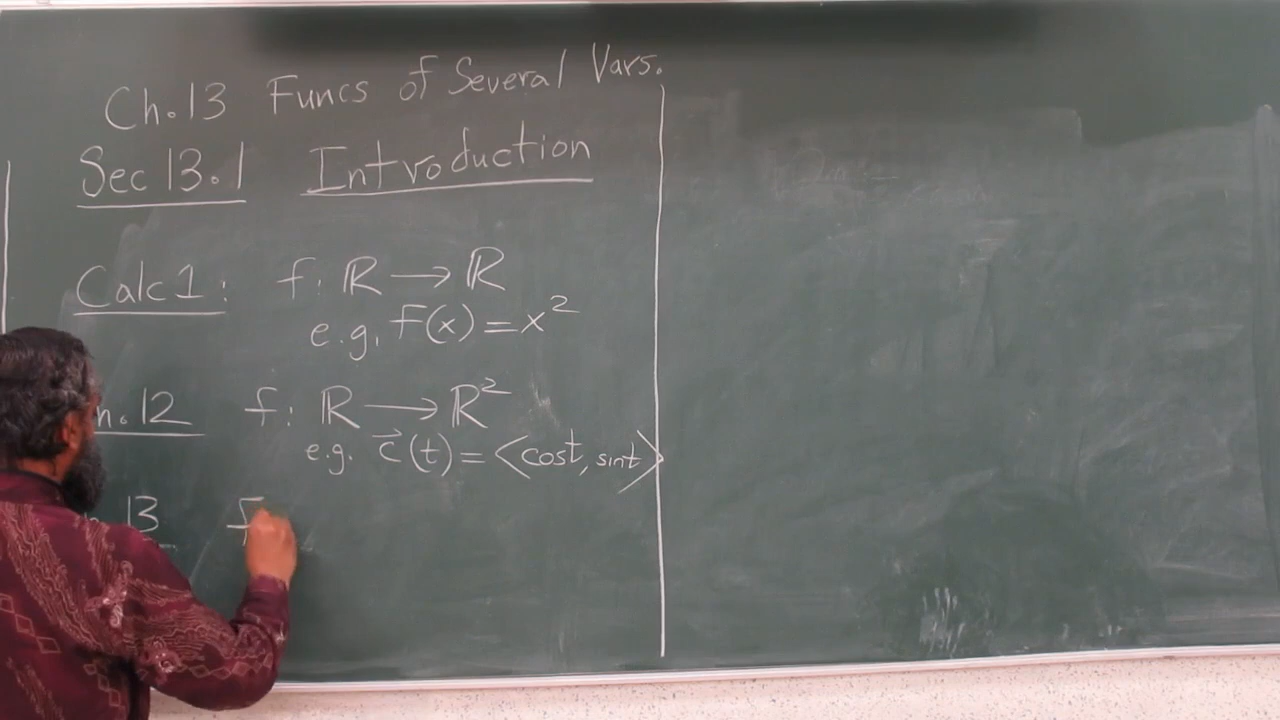 Ch.13 Funcs of Several Vars.
Sec 13.1 Introduction
Calc 1: f: ℝ → ℝ
e.g. f(x) = x²
12 f: ℝ → ℝ²
e.g. c⃗(t) = <cost, sint>
13 f